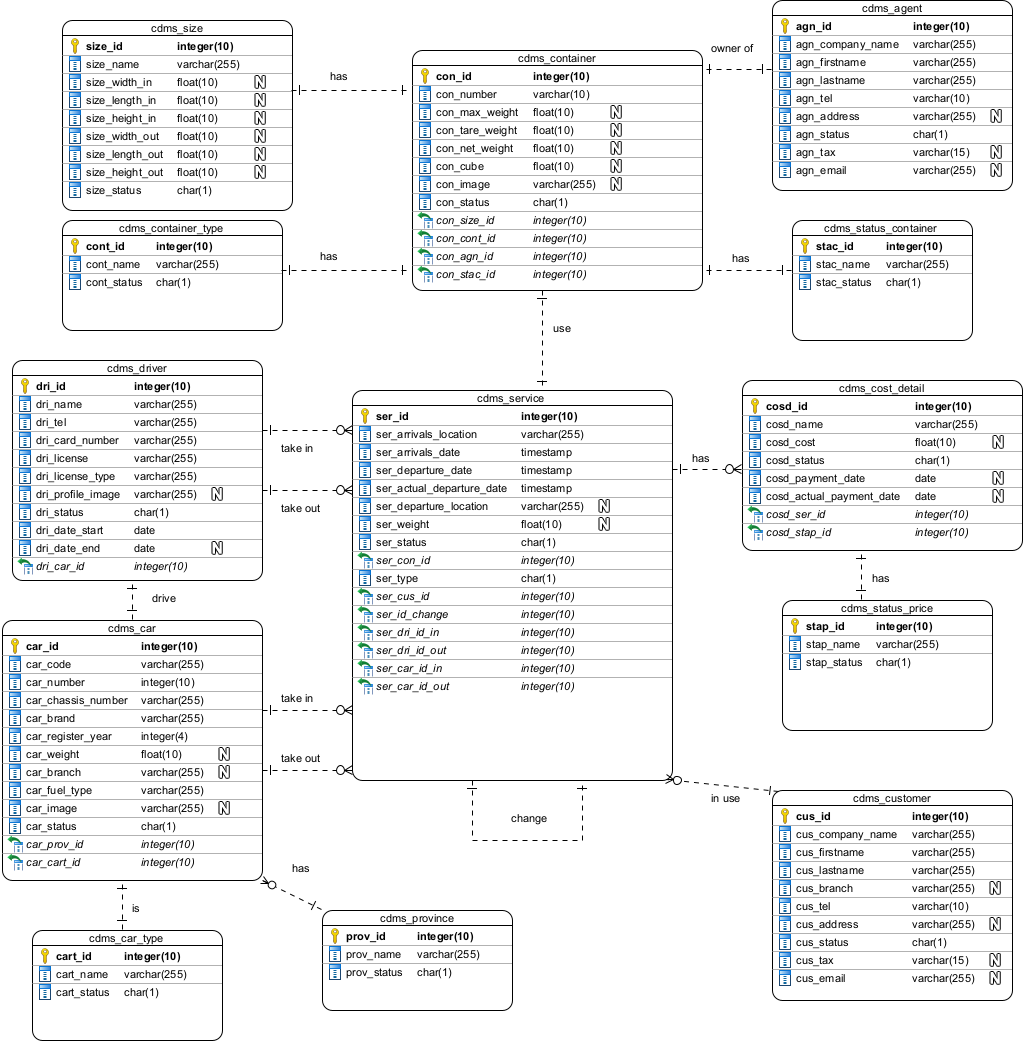 cdms_size
size_id integer(10)
size_name varchar(255)
size_width_in float(10) N
size_length_in float(10) N
size_height_in float(10) N
size_width_out float(10) N
size_length_out float(10) N
size_height_out float(10) N
size_status char(1)
has
cdms_container
con_id integer(10)
con_number varchar(10)
con_max_weight float(10) N
con_tare_weight float(10) N
con_net_weight float(10) N
con_cube float(10) N
con_image varchar(255) N
con_status char(1)
con_size_id integer(10)
con_cont_id integer(10)
con_agn_id integer(10)
con_stac_id integer(10)
owner of
cdms_agent
agn_id integer(10)
agn_company_name varchar(255)
agn_firstname varchar(255)
agn_lastname varchar(255)
agn_tel varchar(10)
agn_address varchar(255) N
agn_status char(1)
agn_tax varchar(15) N
agn_email varchar(255) N
cdms_container_type
cont_id integer(10)
cont_name varchar(255)
cont_status char(1)
has
has
cdms_status_container
stac_id integer(10)
stac_name varchar(255)
stac_status char(1)
use
cdms_driver
dri_id integer(10)
dri_name varchar(255)
dri_tel varchar(255)
dri_card_number varchar(255)
dri_license varchar(255)
dri_license_type varchar(255)
dri_profile_image varchar(255) N
dri_status char(1)
dri_date_start date
dri_date_end date N
dri_car_id integer(10)
take in
take out
cdms_service
ser_id integer(10)
ser_arrivals_location varchar(255)
ser_arrivals_date timestamp
ser_departure_date timestamp
ser_actual_departure_date timestamp
ser_departure_location varchar(255) N
ser_weight float(10) N
ser_status char(1)
ser_con_id integer(10)
ser_type char(1)
ser_cus_id integer(10)
ser_id_change integer(10)
ser_dri_id_in integer(10)
ser_dri_id_out integer(10)
ser_car_id_in integer(10)
ser_car_id_out integer(10)
has
cdms_cost_detail
cosd_id integer(10)
cosd_name varchar(255)
cosd_cost float(10) N
cosd_status char(1)
cosd_payment_date date N
cosd_actual_payment_date date N
cosd_ser_id integer(10)
cosd_stap_id integer(10)
has
cdms_status_price
stap_id integer(10)
stap_name varchar(255)
stap_status char(1)
drive
cdms_car
car_id integer(10)
car_code varchar(255)
car_number integer(10)
car_chassis_number varchar(255)
car_brand varchar(255)
car_register_year integer(4)
car_weight float(10) N
car_branch varchar(255) N
car_fuel_type varchar(255)
car_image varchar(255) N
car_status char(1)
car_prov_id integer(10)
car_cart_id integer(10)
take in
take out
change
in use
cdms_customer
cus_id integer(10)
cus_company_name varchar(255)
cus_firstname varchar(255)
cus_lastname varchar(255)
cus_branch varchar(255) N
cus_tel varchar(10)
cus_address varchar(255) N
cus_status char(1)
cus_tax varchar(15) N
cus_email varchar(255) N
has
is
cdms_car_type
cart_id integer(10)
cart_name varchar(255)
cart_status char(1)
cdms_province
prov_id integer(10)
prov_name varchar(255)
prov_status char(1)